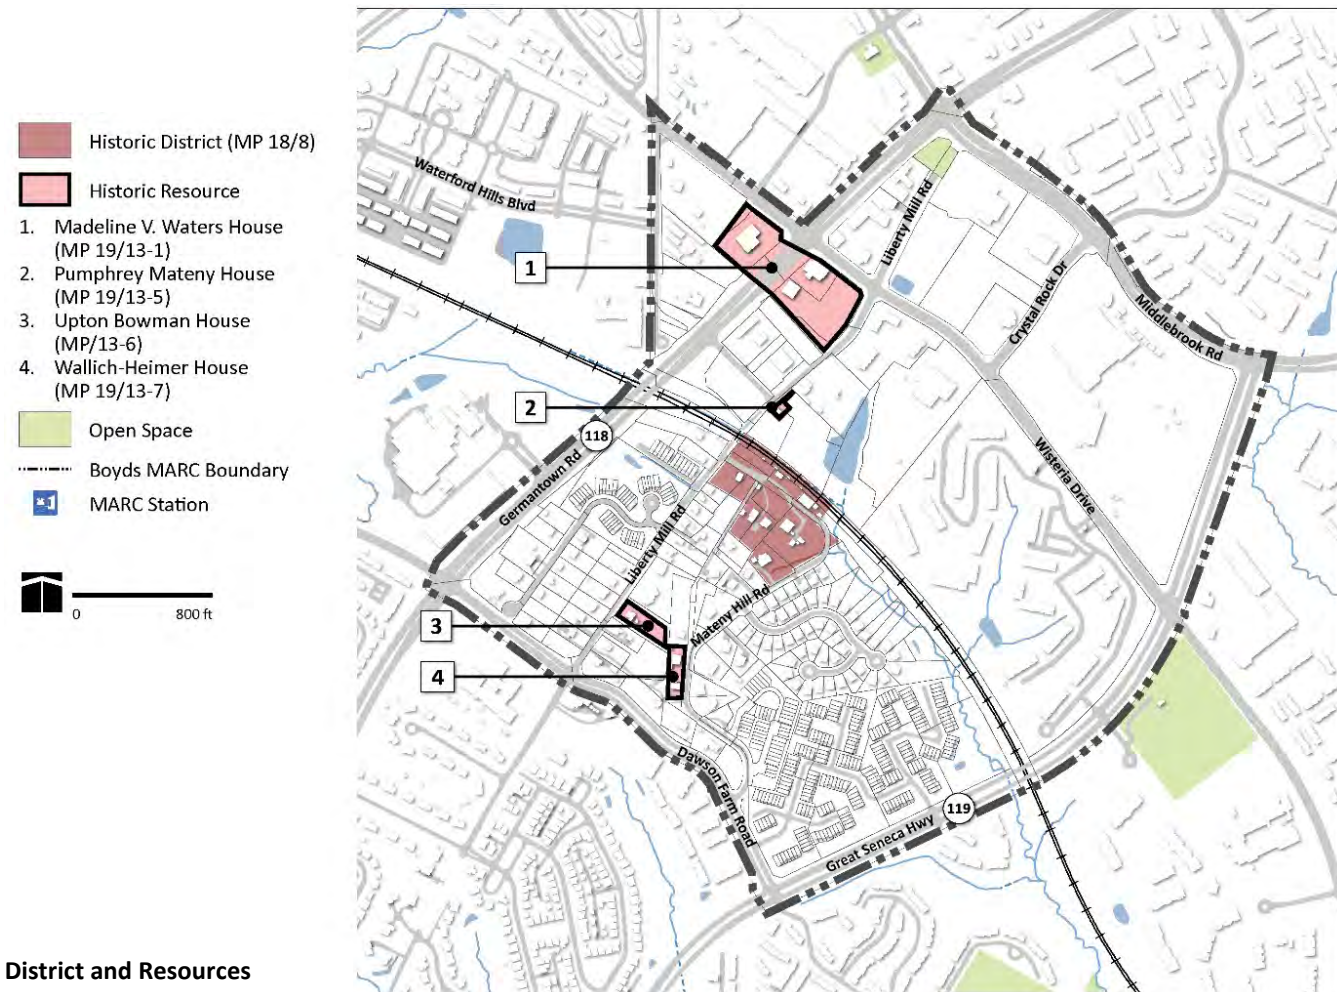 Historic District (MP 18/8)
Historic Resource
1. Madeline V. Waters House
(MP 19/13-1)
2. Pumphrey Mateny House
(MP 19/13-5)
3. Upton Bowman House
(MP/13-6)
4. Wallich-Heimer House
(MP 19/13-7)
Open Space
Boyds MARC Boundary
MARC Station
0 800 ft
District and Resources
Waterford Hills Blvd
Liberty Mill Rd
1
Crystal Rock Dr
Middlebrook Rd
2
118
Germantown Rd
Wisteria Drive
Liberty Mill Rd
3
Mateny Hill Rd
4
Dawson Farm Road
119
Great Seneca Hwy